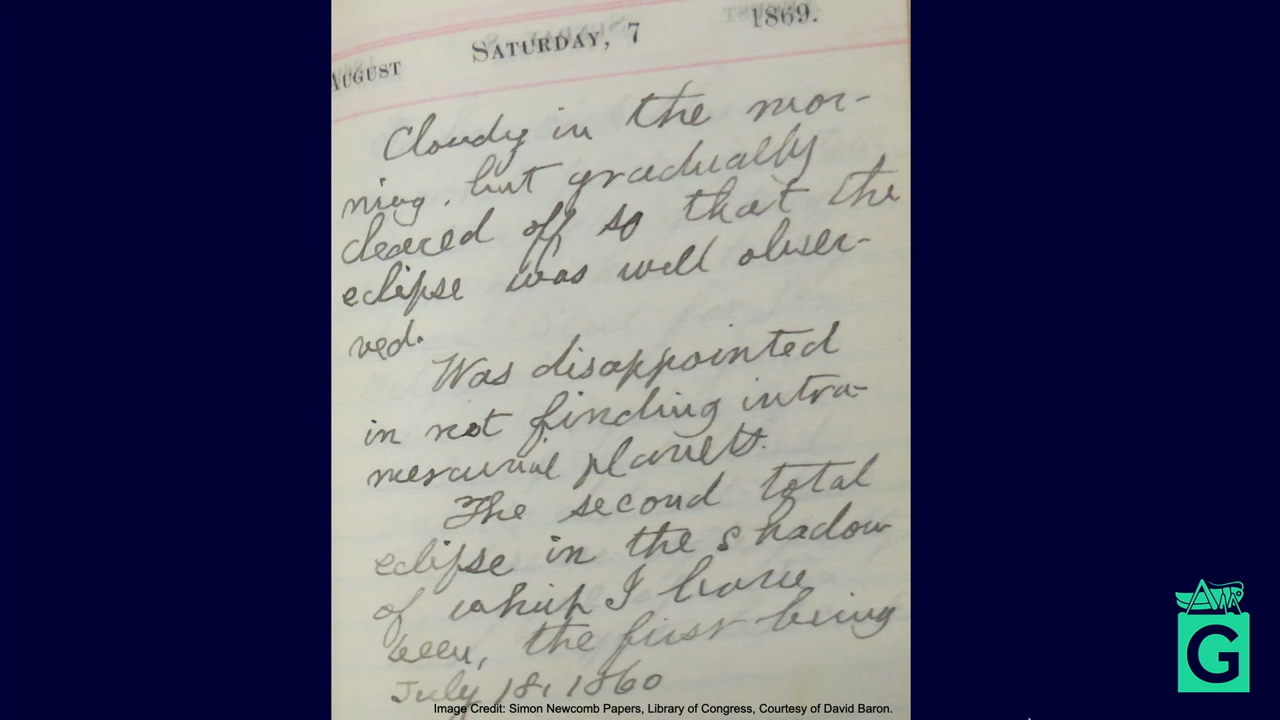 AUGUST SATURDAY, 7 1869.
Cloudy in the mor-
ning, but gradually
cleared off so that the
eclipse was well obser-
ved.
Was disappointed
in not finding intra-
mercurial planets.
The second total
eclipse in the shadow
of which I have
been, the first being
July 18, 1860
Image Credit: Simon Newcomb Papers, Library of Congress, Courtesy of David Baron.
G